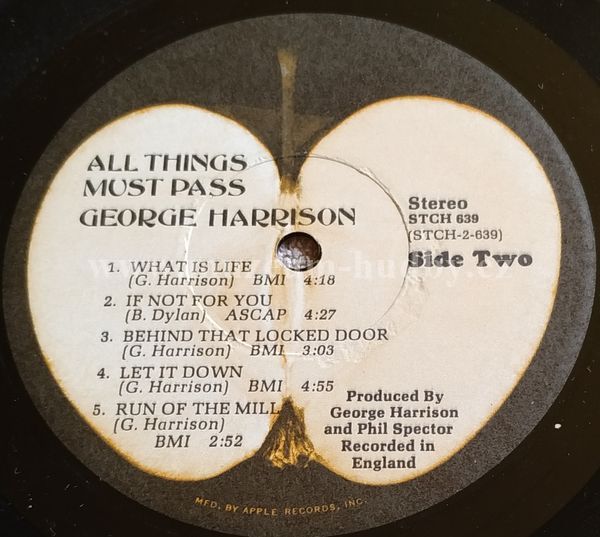 ALL THINGS
MUST PASS
GEORGE HARRISON
Stereo
STCH 639
(STCH-2-639)
Side Two
1. WHAT IS LIFE
(G. Harrison) BMI 4:18
2. IF NOT FOR YOU
(B. Dylan) ASCAP 4:27
3. BEHIND THAT LOCKED DOOR
(G. Harrison) BMI 3:03
4. LET IT DOWN
(G. Harrison) BMI 4:55
5. RUN OF THE MILL
(G. Harrison)
BMI 2:52
Produced By
George Harrison
and Phil Spector
Recorded in
England
MFD. BY APPLE RECORDS, INC.